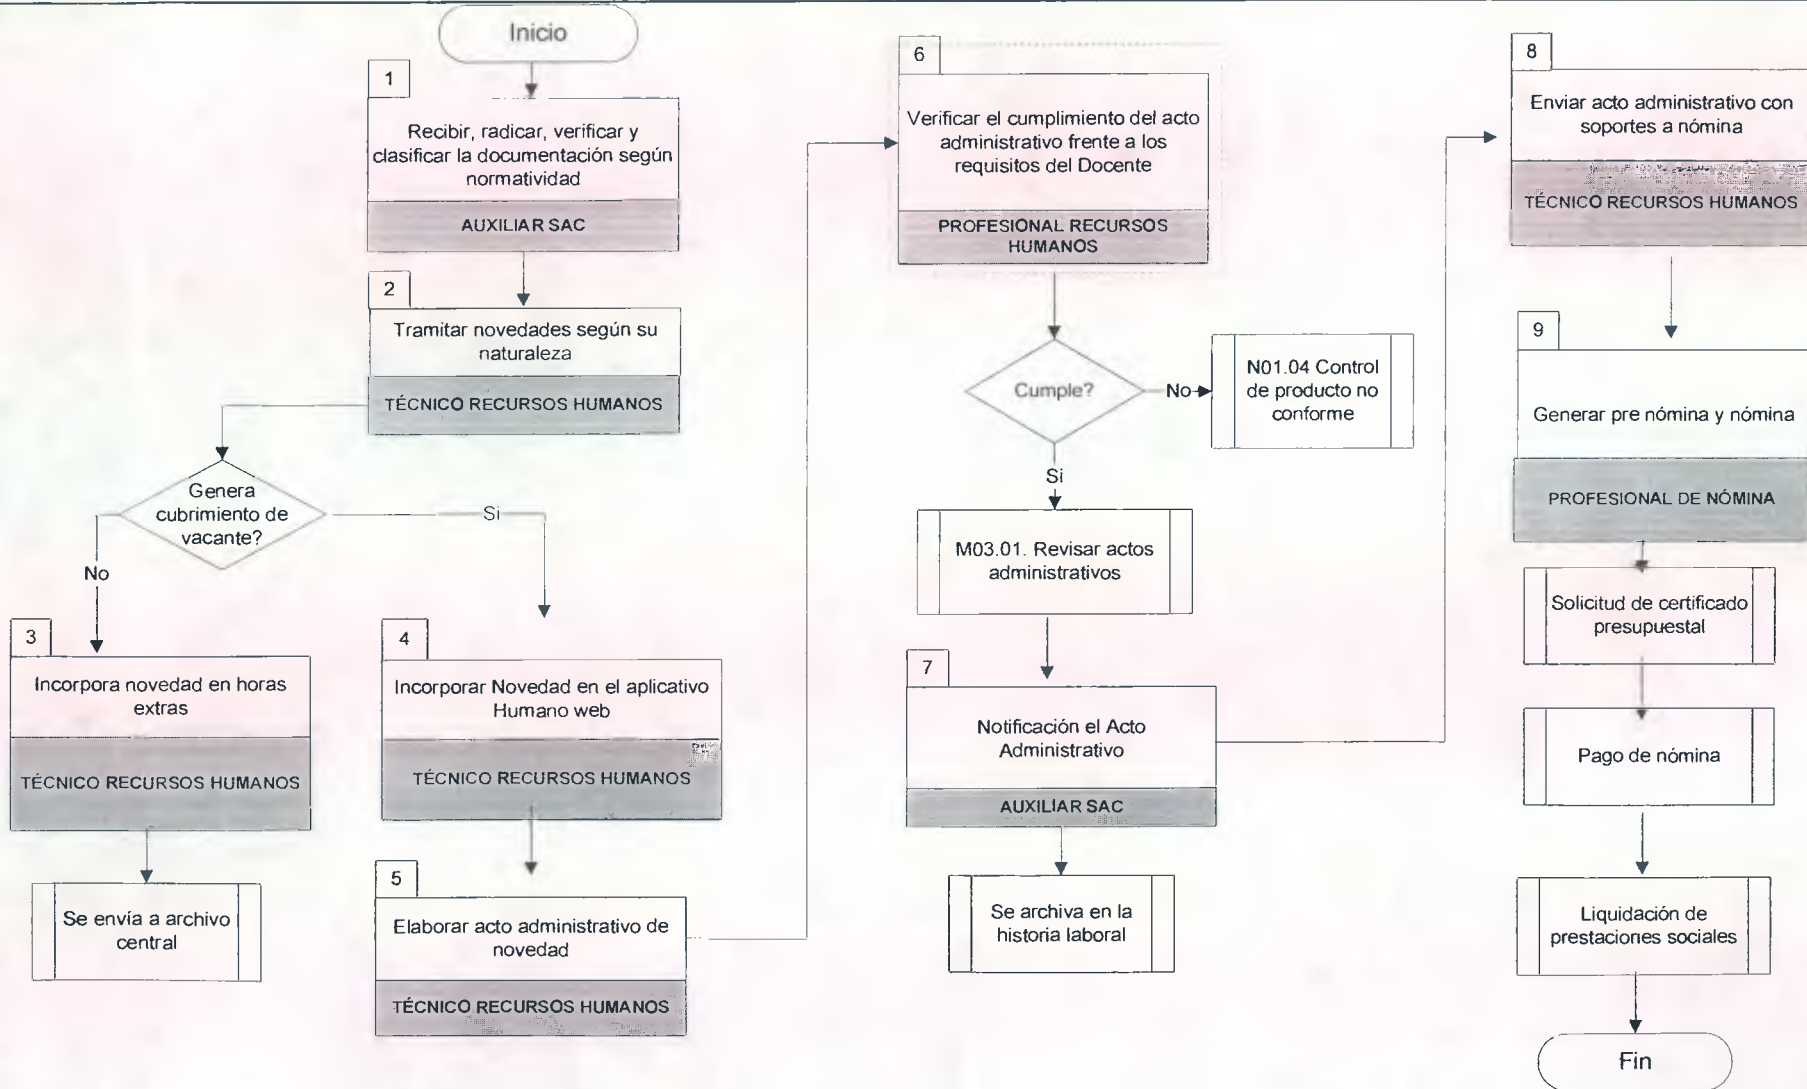 Inicio
1
Recibir, radicar, verificar y
clasificar la documentación según
normatividad
AUXILIAR SAC
2
Tramitar novedades según su
naturaleza
TÉCNICO RECURSOS HUMANOS
Genera
cubrimiento de
vacante?
No
Si
3
Incorpora novedad en horas
extras
TÉCNICO RECURSOS HUMANOS
Se envía a archivo
central
4
Incorporar Novedad en el aplicativo
Humano web
TÉCNICO RECURSOS HUMANOS
5
Elaborar acto administrativo de
novedad
TÉCNICO RECURSOS HUMANOS
6
Verificar el cumplimiento del acto
administrativo frente a los
requisitos del Docente
PROFESIONAL RECURSOS
HUMANOS
Cumple?
No
N01.04 Control
de producto no
conforme
Si
M03.01. Revisar actos
administrativos
7
Notificación el Acto
Administrativo
AUXILIAR SAC
Se archiva en la
historia laboral
8
Enviar acto administrativo con
soportes a nómina
TÉCNICO RECURSOS HUMANOS
9
Generar pre nómina y nómina
PROFESIONAL DE NÓMINA
Solicitud de certificado
presupuestal
Pago de nómina
Liquidación de
prestaciones sociales
Fin